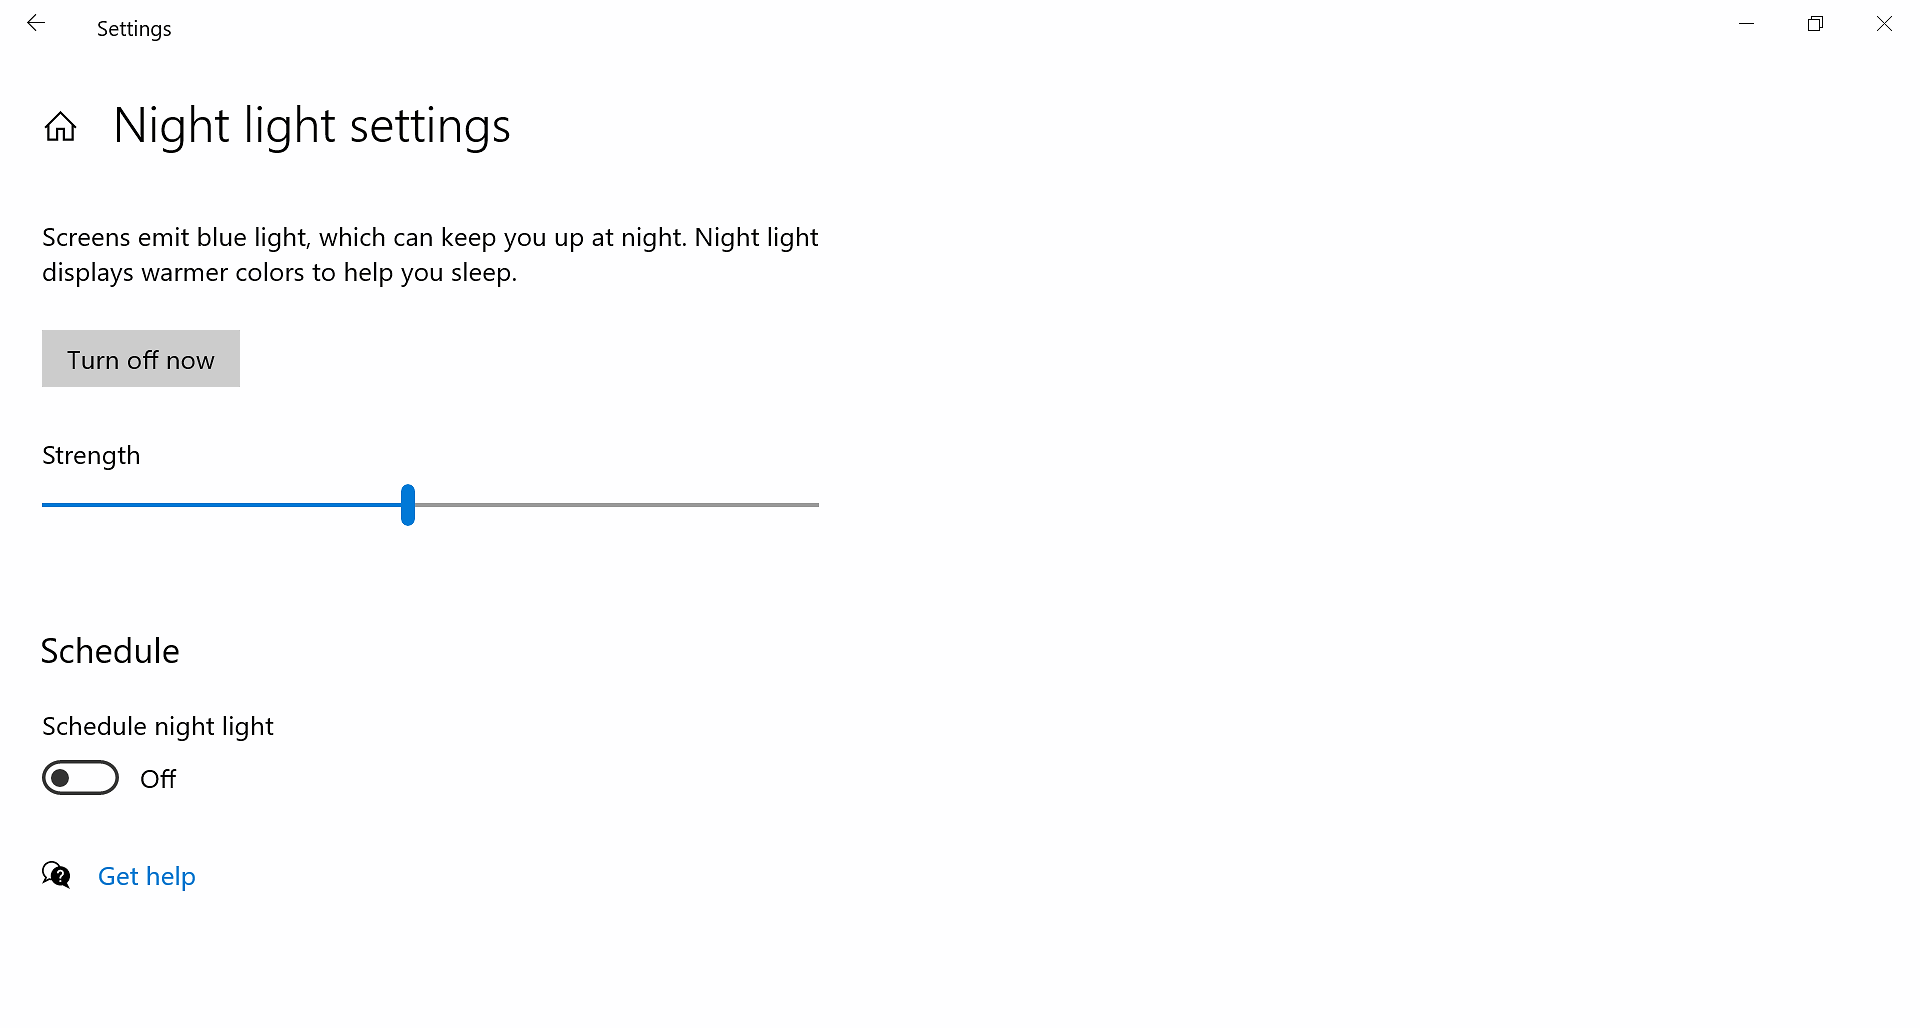 Settings
Night light settings
Screens emit blue light, which can keep you up at night. Night light
displays warmer colors to help you sleep.
Turn off now
Strength
Schedule
Schedule night light
Off
Get help